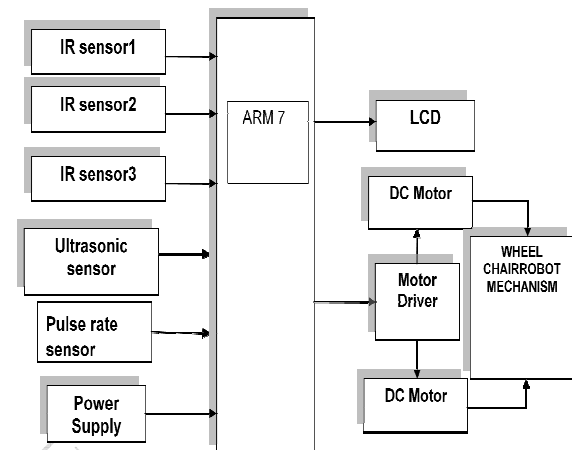 IR sensor1
IR sensor2
IR sensor3
Ultrasonic
sensor
Pulse rate
sensor
Power
Supply
ARM 7
LCD
DC Motor
Motor
Driver
DC Motor
WHEEL
CHAIRROBOT
MECHANISM